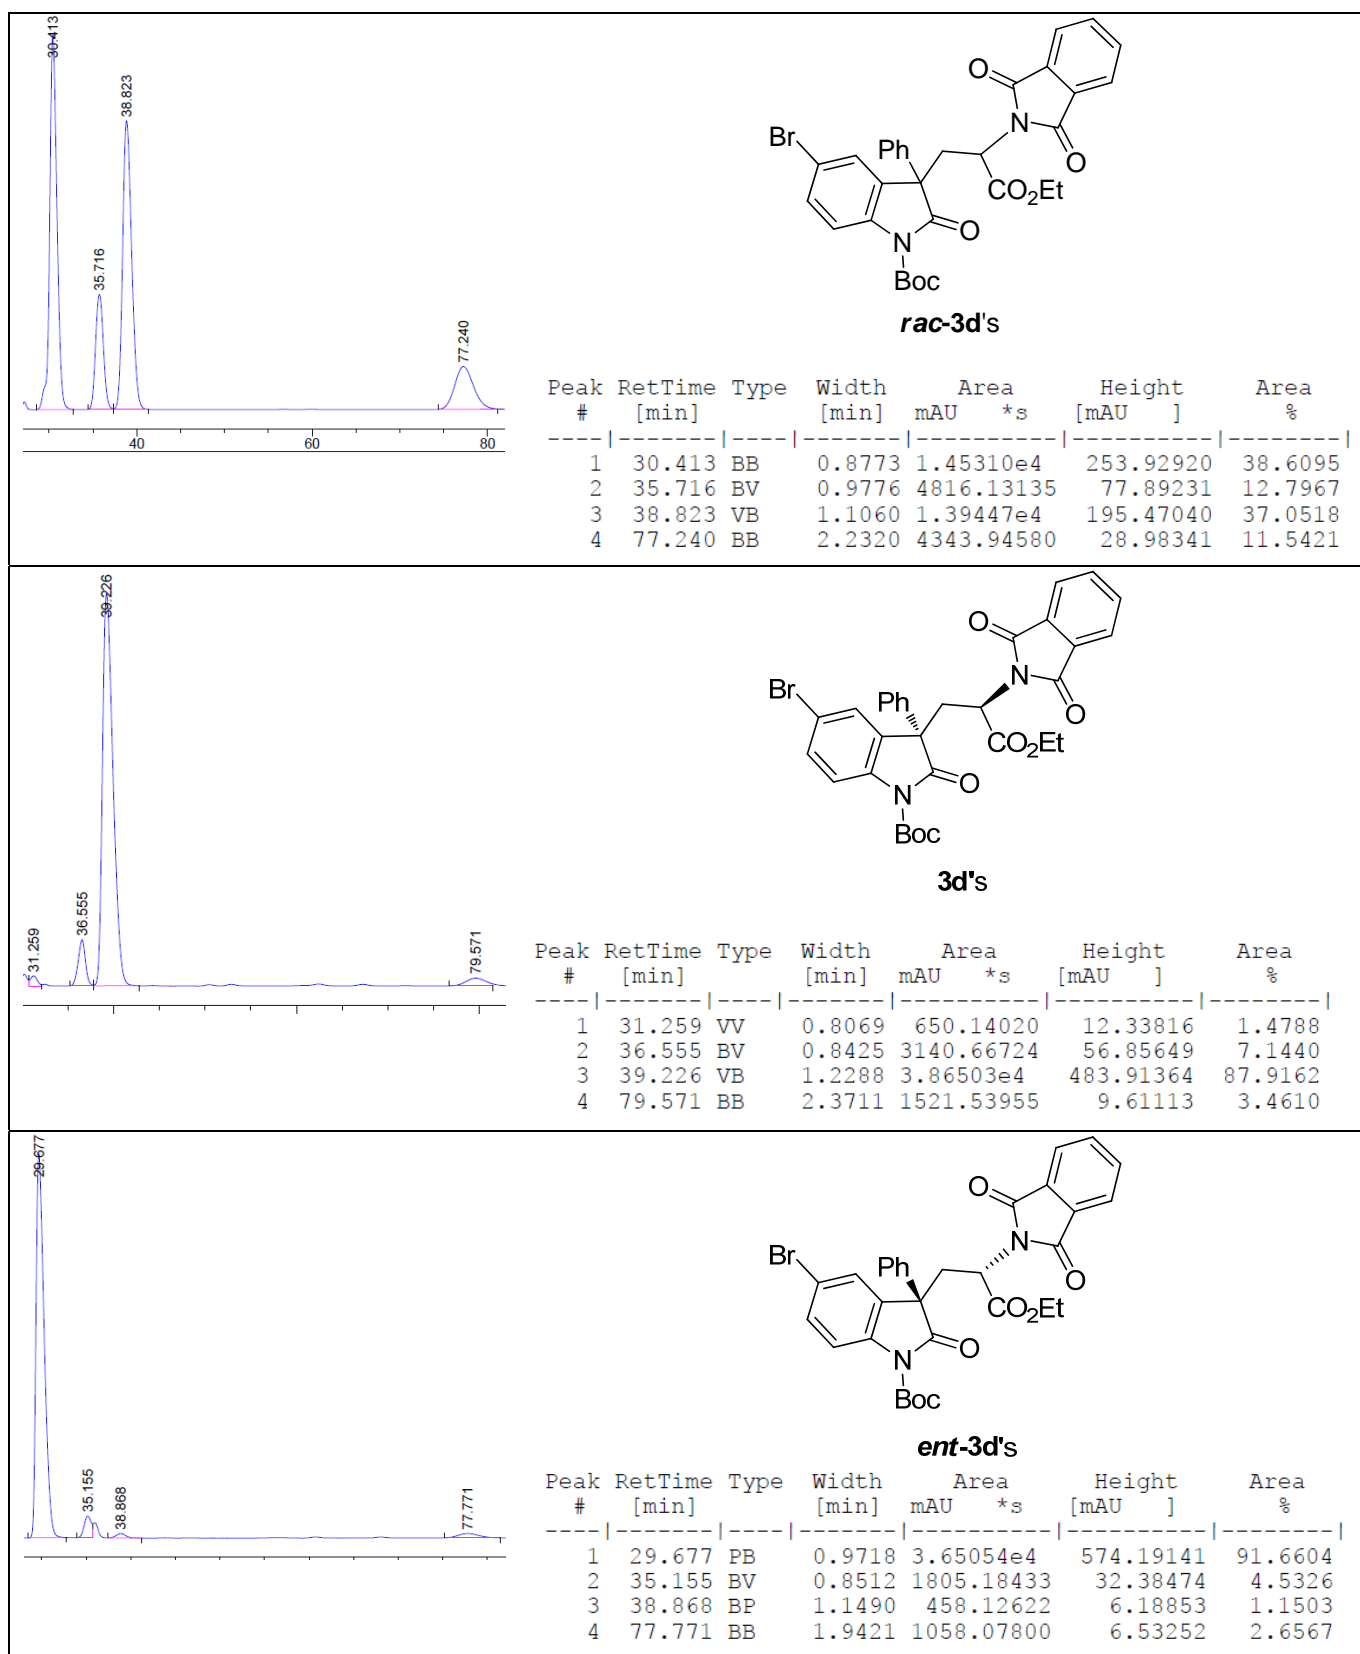 30.413
35.716
38.823
77.240
40
60
80
O
N
O
Br
Ph
CO2Et
O
N
Boc
rac-3d's
Peak RetTime Type Width Area Height Area
# [min] [min] mAU *s [mAU ] %
----|-------|----|-------|----------|----------|--------|
1 30.413 BB 0.8773 1.45310e4 253.92920 38.6095
2 35.716 BV 0.9776 4816.13135 77.89231 12.7967
3 38.823 VB 1.1060 1.39447e4 195.47040 37.0518
4 77.240 BB 2.2320 4343.94580 28.98341 11.5421
31.259
36.555
39.226
79.571
O
N
O
Br
Ph
CO2Et
O
N
Boc
3d's
Peak RetTime Type Width Area Height Area
# [min] [min] mAU *s [mAU ] %
----|-------|----|-------|----------|----------|--------|
1 31.259 VV 0.8069 650.14020 12.33816 1.4788
2 36.555 BV 0.8425 3140.66724 56.85649 7.1440
3 39.226 VB 1.2288 3.86503e4 483.91364 87.9162
4 79.571 BB 2.3711 1521.53955 9.61113 3.4610
29.677
35.155
38.868
77.771
O
N
O
Br
Ph
CO2Et
O
N
Boc
ent-3d's
Peak RetTime Type Width Area Height Area
# [min] [min] mAU *s [mAU ] %
----|-------|----|-------|----------|----------|--------|
1 29.677 PB 0.9718 3.65054e4 574.19141 91.6604
2 35.155 BV 0.8512 1805.18433 32.38474 4.5326
3 38.868 BP 1.1490 458.12622 6.18853 1.1503
4 77.771 BB 1.9421 1058.07800 6.53252 2.6567